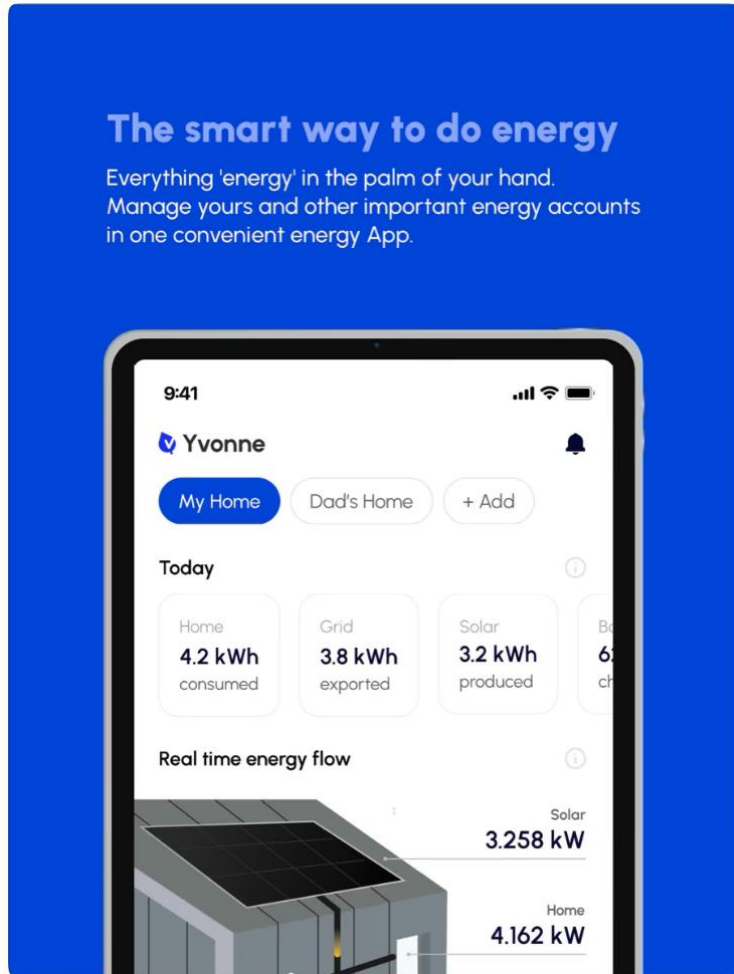 The smart way to do energy
Everything 'energy' in the palm of your hand.
Manage yours and other important energy accounts
in one convenient energy App.
9:41
Yvonne
My Home
Dad's Home
+ Add
Today
Home
4.2 kWh
consumed
Grid
3.8 kWh
exported
Solar
3.2 kWh
produced
Real time energy flow
Solar
3.258 kW
Home
4.162 kW